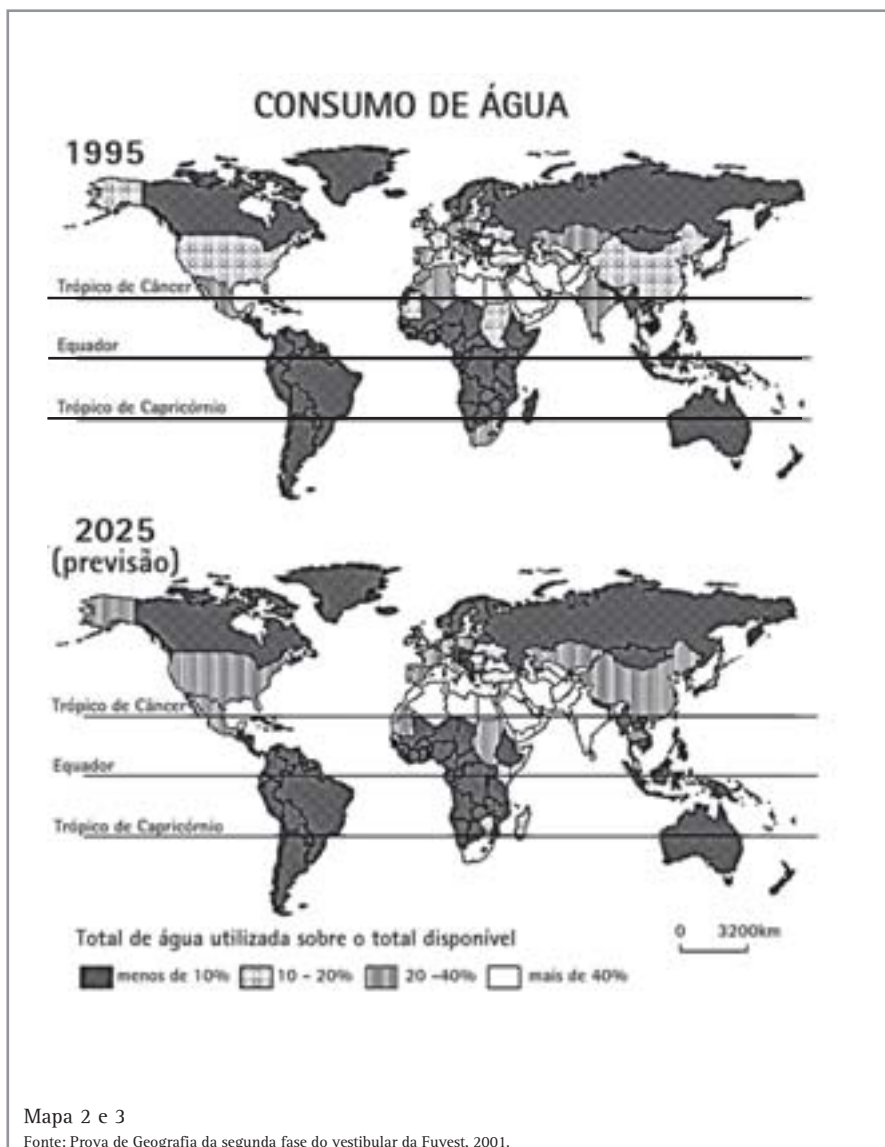 CONSUMO DE ÁGUA
1995
Trópico de Câncer
Equador
Trópico de Capricórnio
2025
(previsão)
Trópico de Câncer
Equador
Trópico de Capricórnio
Total de água utilizada sobre o total disponível
0 3200km
menos de 10% 10 - 20% 20 -40% mais de 40%
Mapa 2 e 3
Fonte: Prova de Geografia da segunda fase do vestibular da Fuvest, 2001.